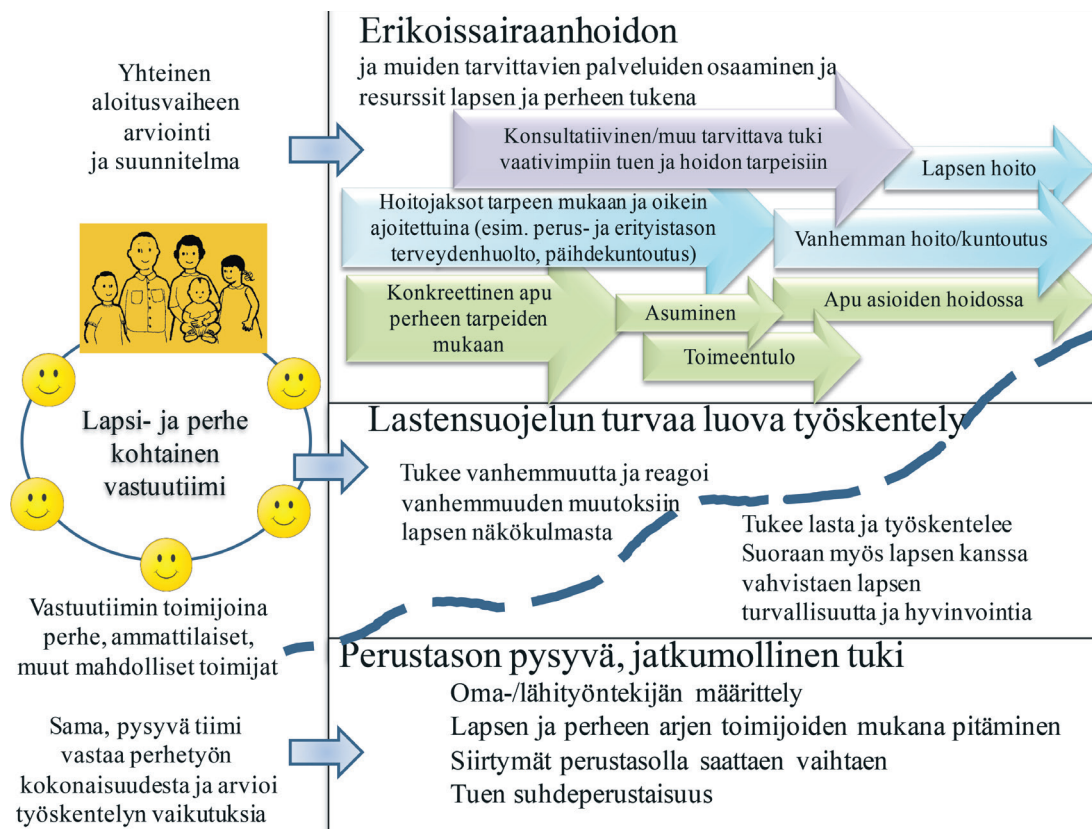 Yhteinen
aloitusvaiheen
arviointi
ja suunnitelma
Lapsi- ja perhe
kohtainen
vastuutiimi
Vastuutiimin toimijoina
perhe, ammattilaiset,
muut mahdolliset toimijat
Sama, pysyvä tiimi
vastaa perhetyön
kokonaisuudesta ja arvioi
työskentelyn vaikutuksia
Erikoissairaanhoidon
ja muiden tarvittavien palveluiden osaaminen ja
resurssit lapsen ja perheen tukena
Konsultatiivinen/muu tarvittava tuki
vaativimpiin tuen ja hoidon tarpeisiin
Lapsen hoito
Hoitojaksot tarpeen mukaan ja oikein
ajoitettuina (esim. perus- ja erityistason
terveydenhuolto, päihdekuntoutus)
Vanhemman hoito/kuntoutus
Konkreettinen apu
perheen tarpeiden
mukaan
Asuminen
Apu asioiden hoidossa
Toimeentulo
Lastensuojelun turvaa luova työskentely
Tukee vanhemmuutta ja reagoi
vanhemmuuden muutoksiin
lapsen näkökulmasta
Tukee lasta ja työskentelee
Suoraan myös lapsen kanssa
vahvistaen lapsen
turvallisuutta ja hyvinvointia
Perustason pysyvä, jatkumollinen tuki
Oma-/lähityöntekijän määrittely
Lapsen ja perheen arjen toimijoiden mukana pitäminen
Siirtymät perustasolla saattaen vaihtaen
Tuen suhdeperustaisuus